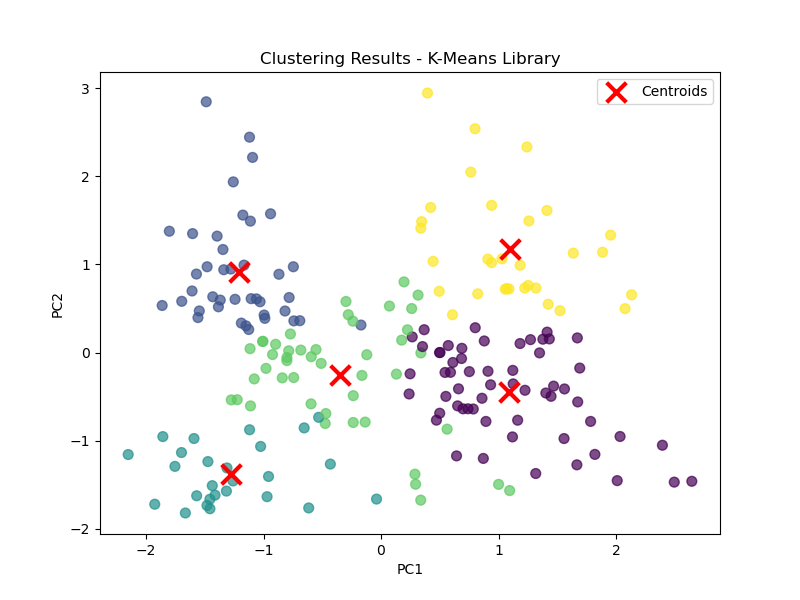 Clustering Results - K-Means Library
Centroids
PC2
3
2
1
0
−1
−2
−2 −1 0 1 2
PC1